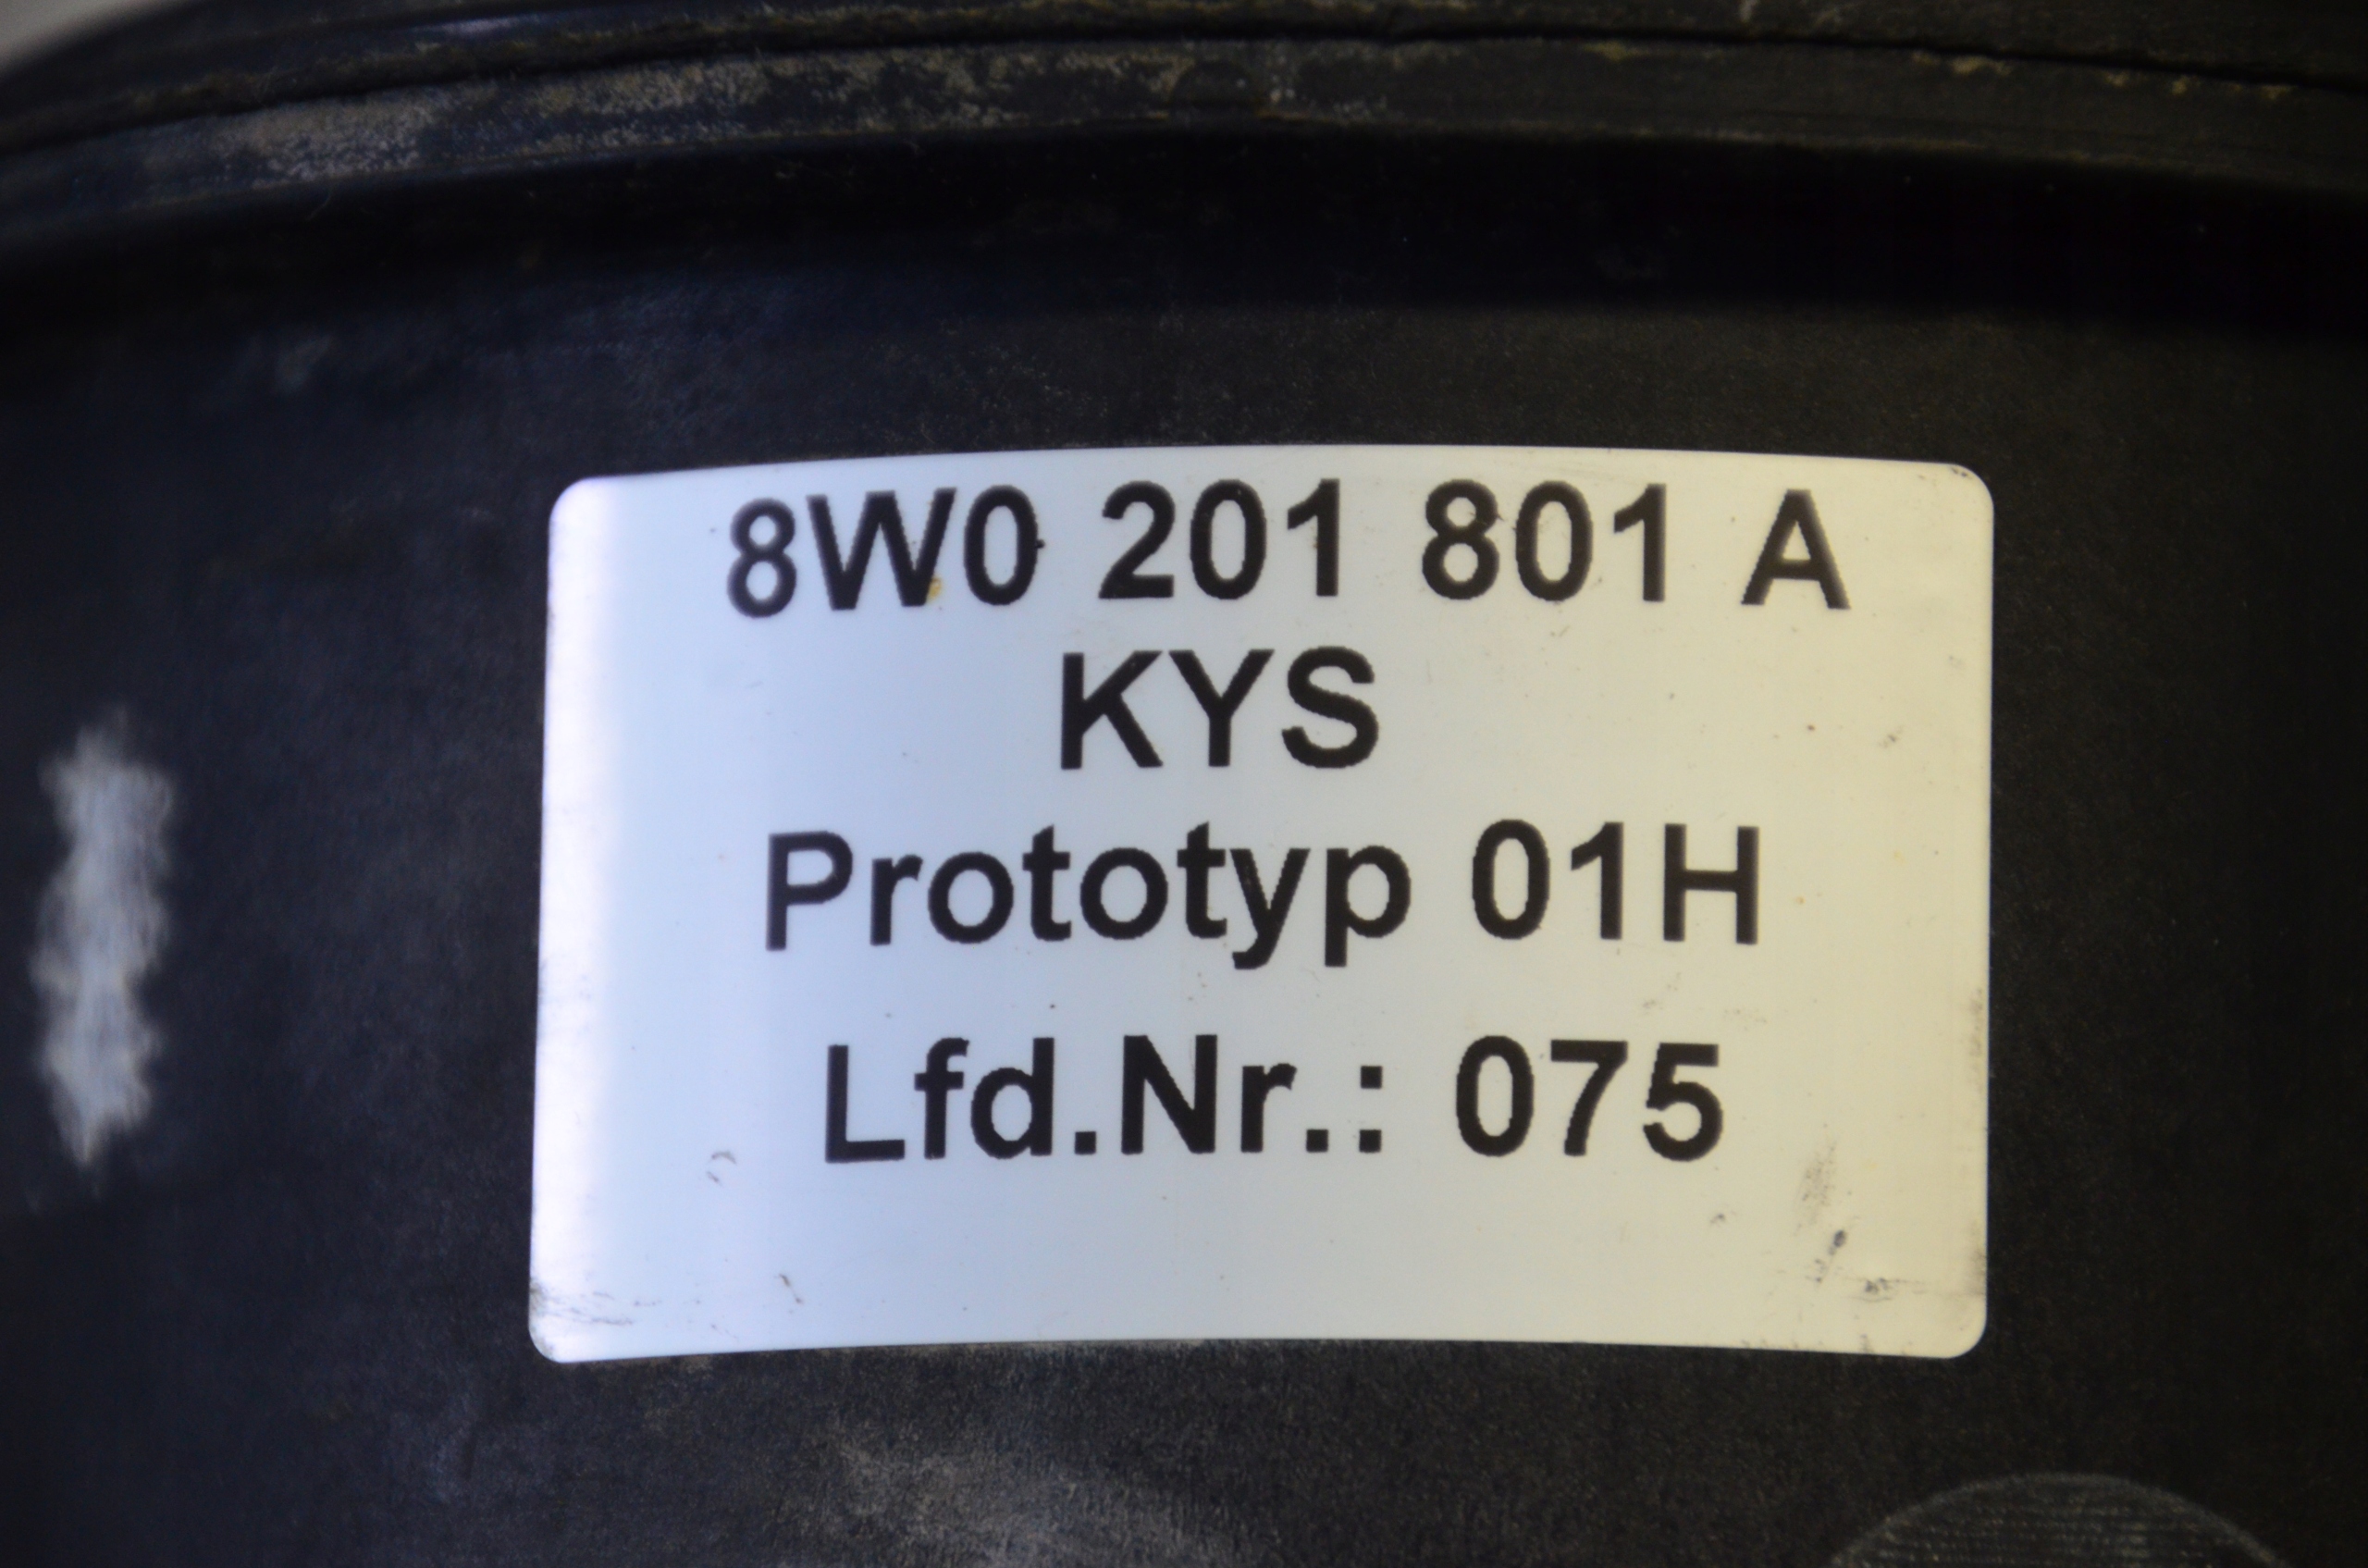 8W0 201 801 A
KYS
Prototyp 01H
Lfd.Nr.: 075